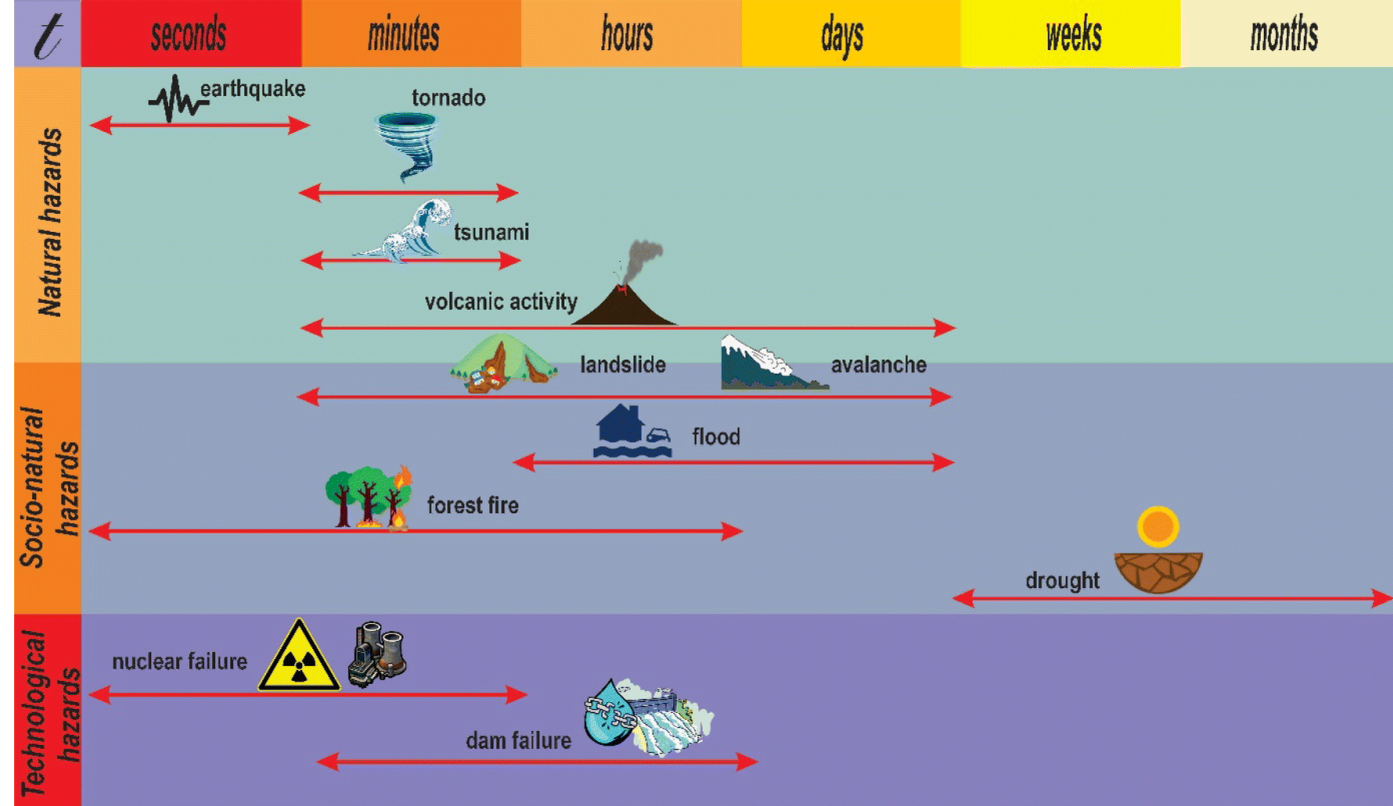 t seconds minutes hours days weeks months
Natural hazards
earthquake
tornado
tsunami
volcanic activity
landslide avalanche
Socio-natural
hazards
flood
forest fire
drought
Technological
hazards
nuclear failure
dam failure